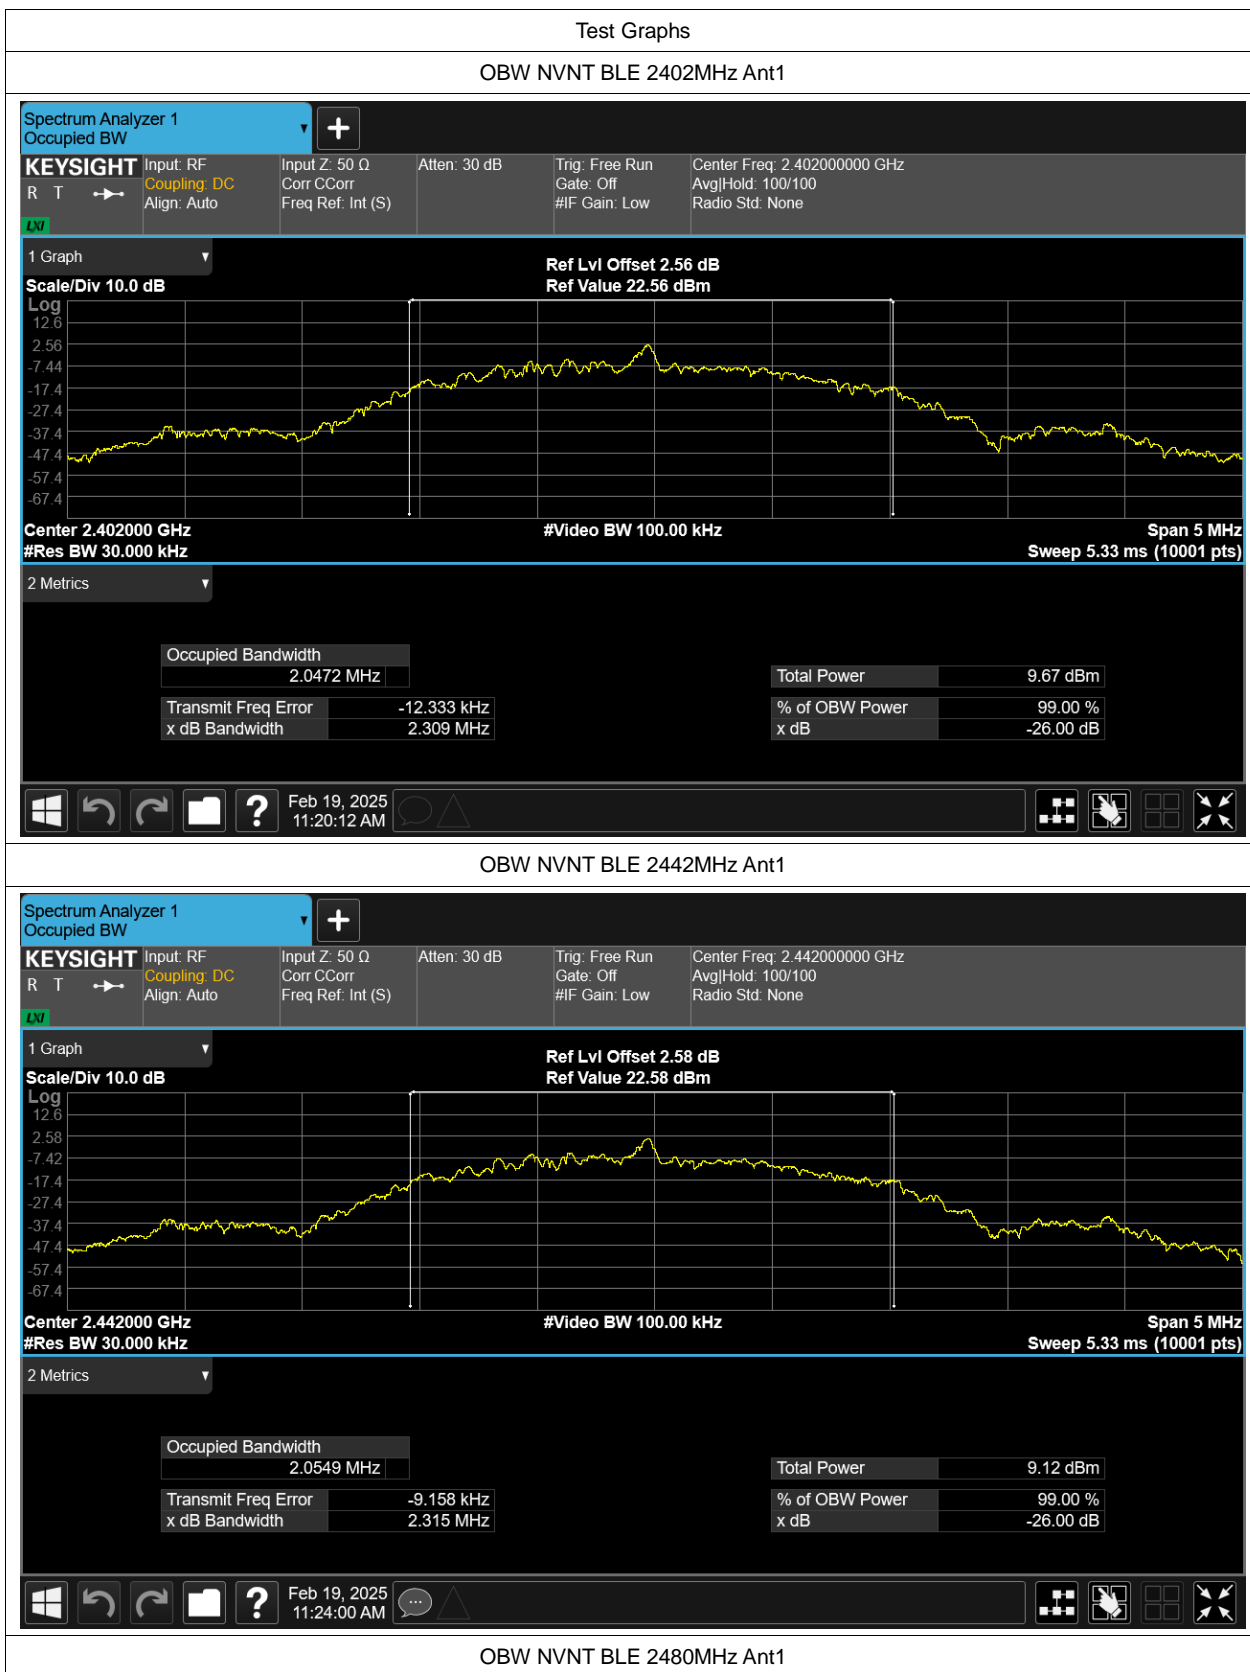 Test Graphs
OBW NVNT BLE 2402MHz Ant1
Spectrum Analyzer 1
Occupied BW
KEYSIGHT
R T
LXI
Input: RF
Coupling: DC
Align: Auto
Input Z: 50 Ω
Corr CCorr
Freq Ref: Int (S)
Atten: 30 dB
Trig: Free Run
Gate: Off
#IF Gain: Low
Center Freq: 2.402000000 GHz
Avg|Hold: 100/100
Radio Std: None
1 Graph
Ref Lvl Offset 2.56 dB
Scale/Div 10.0 dB
Ref Value 22.56 dBm
Log
12.6
2.56
-7.44
-17.4
-27.4
-37.4
-47.4
-57.4
-67.4
Center 2.402000 GHz
#Video BW 100.00 kHz
Span 5 MHz
#Res BW 30.000 kHz
Sweep 5.33 ms (10001 pts)
2 Metrics
Occupied Bandwidth
2.0472 MHz
Total Power 9.67 dBm
Transmit Freq Error -12.333 kHz
% of OBW Power 99.00 %
x dB Bandwidth 2.309 MHz
x dB -26.00 dB
?
Feb 19, 2025
11:20:12 AM
OBW NVNT BLE 2442MHz Ant1
Spectrum Analyzer 1
Occupied BW
KEYSIGHT
R T
LXI
Input: RF
Coupling: DC
Align: Auto
Input Z: 50 Ω
Corr CCorr
Freq Ref: Int (S)
Atten: 30 dB
Trig: Free Run
Gate: Off
#IF Gain: Low
Center Freq: 2.442000000 GHz
Avg|Hold: 100/100
Radio Std: None
1 Graph
Ref Lvl Offset 2.58 dB
Scale/Div 10.0 dB
Ref Value 22.58 dBm
Log
12.6
2.58
-7.42
-17.4
-27.4
-37.4
-47.4
-57.4
-67.4
Center 2.442000 GHz
#Video BW 100.00 kHz
Span 5 MHz
#Res BW 30.000 kHz
Sweep 5.33 ms (10001 pts)
2 Metrics
Occupied Bandwidth
2.0549 MHz
Total Power 9.12 dBm
Transmit Freq Error -9.158 kHz
% of OBW Power 99.00 %
x dB Bandwidth 2.315 MHz
x dB -26.00 dB
?
Feb 19, 2025
11:24:00 AM
OBW NVNT BLE 2480MHz Ant1